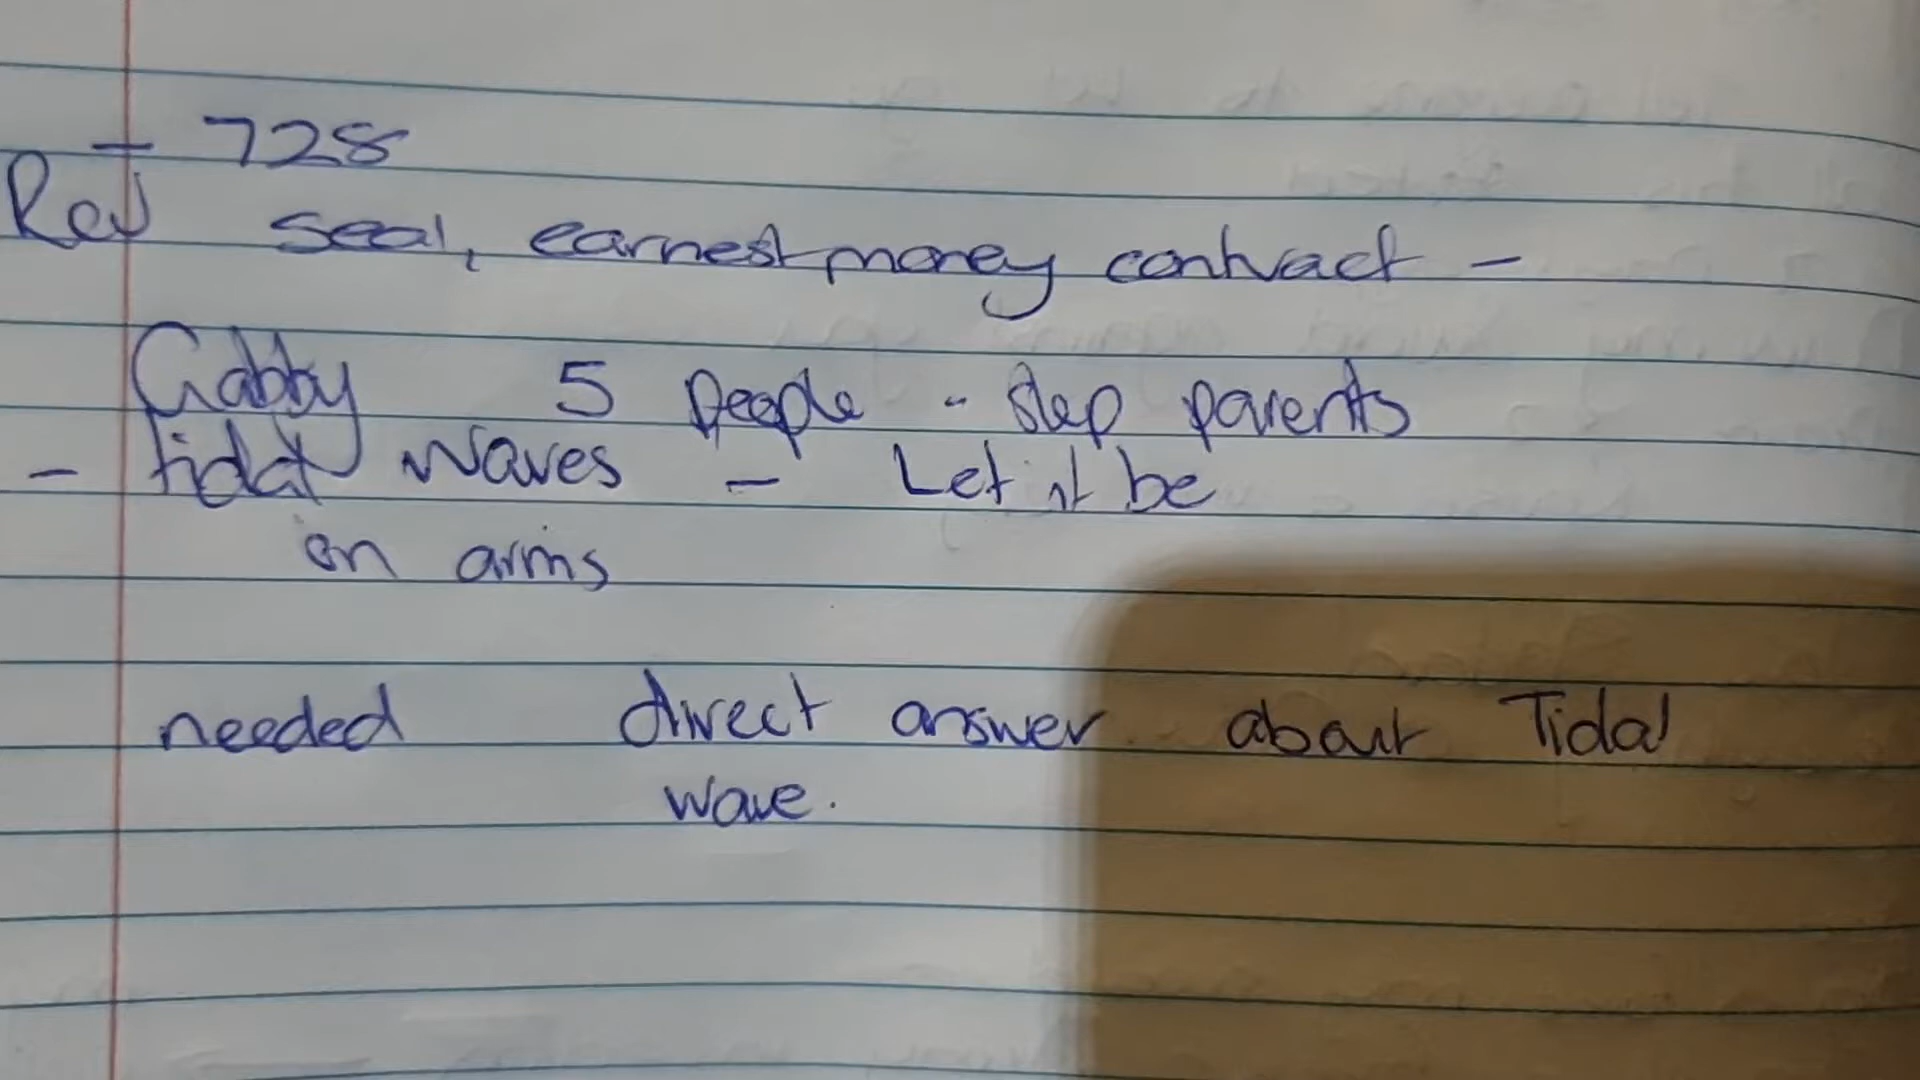 - 728
Rev seal, earnest money contract -
Gabby 5 people - step parents
- tidal waves - Let it be
on arms
needed direct answer about Tidal
wave.